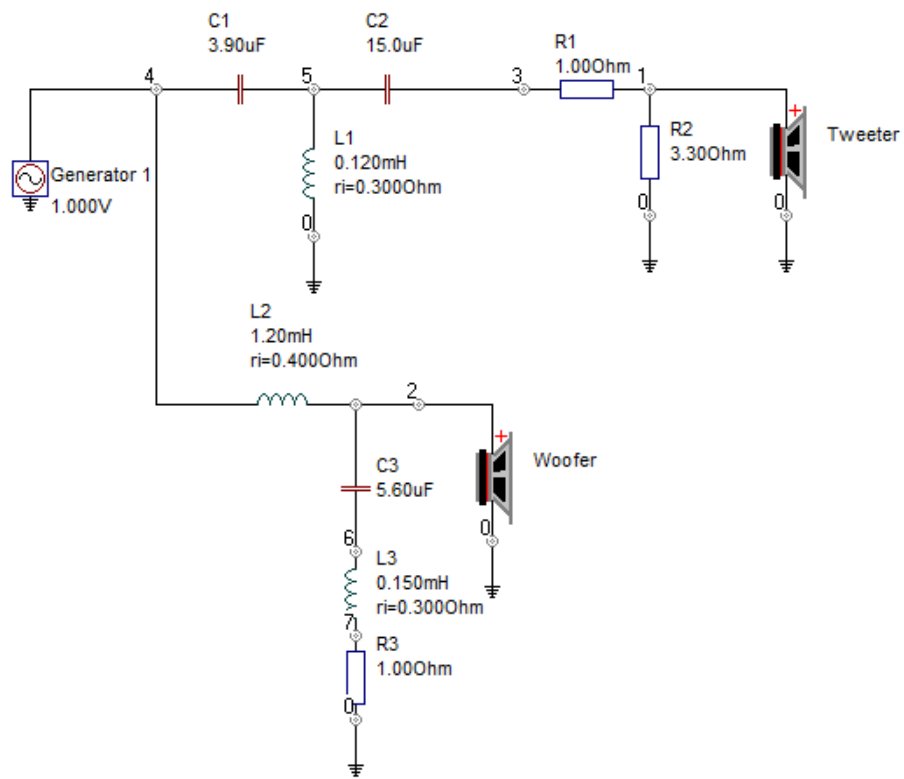 C1
3.90uF
C2
15.0uF
R1
1.00Ohm
4
5
3
1
L1
0.120mH
ri=0.300Ohm
R2
3.30Ohm
+
Tweeter
Generator 1
1.000V
0
0
0
L2
1.20mH
ri=0.400Ohm
2
+
Woofer
C3
5.60uF
0
6
L3
0.150mH
ri=0.300Ohm
7
R3
1.00Ohm
0